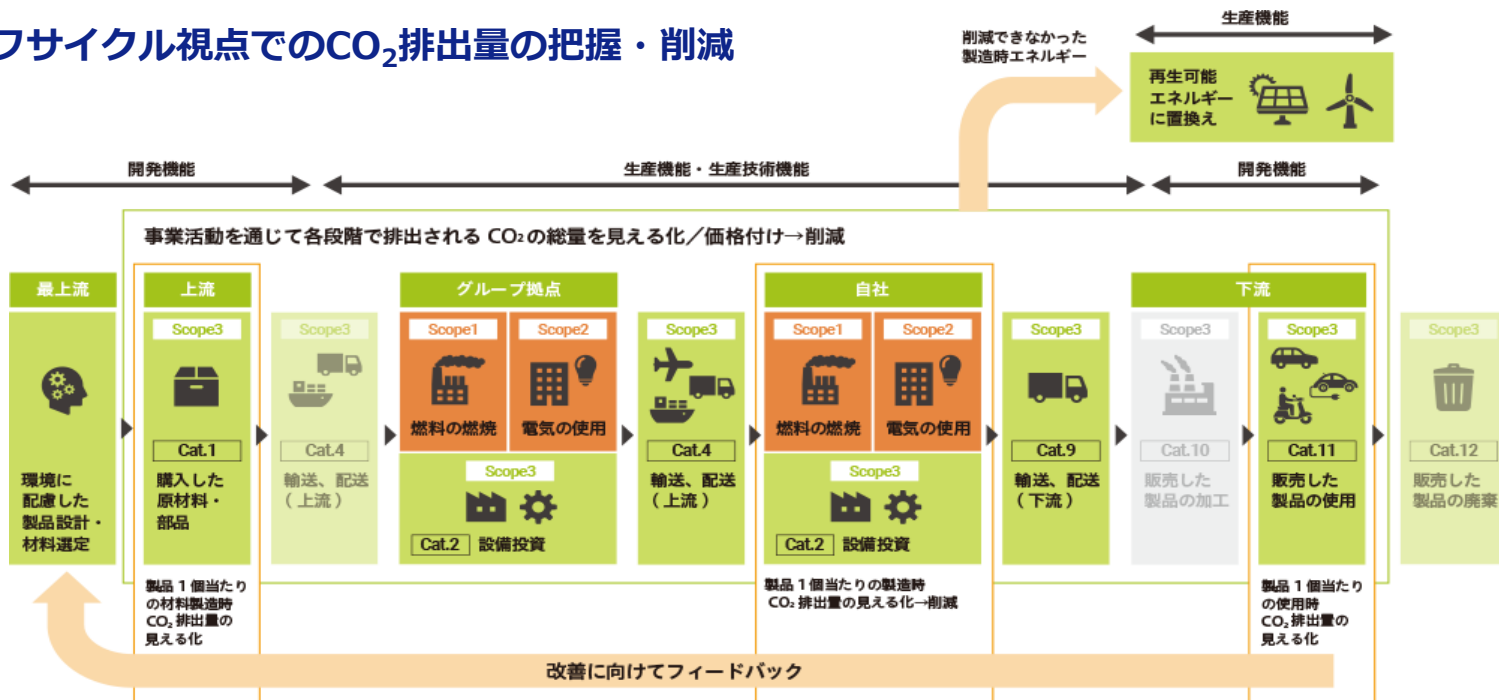 フサイクル視点でのCO₂排出量の把握・削減
削減できなかった
製造時エネルギー
生産機能
再生可能
エネルギー
に置換え
開発機能
生産機能・生産技術機能
開発機能
事業活動を通じて各段階で排出される CO₂の総量を見える化／価格付け→削減
最上流
環境に
配慮した
製品設計・
材料選定
上流
Scope3
Cat.1
購入した
原材料・
部品
Scope3
Cat.4
輸送、配送
（上流）
グループ拠点
Scope1
燃料の燃焼
Scope2
電気の使用
Scope3
Cat.2 設備投資
Scope3
Cat.4
輸送、配送
（上流）
自社
Scope1
燃料の燃焼
Scope2
電気の使用
Scope3
Cat.2 設備投資
Scope3
Cat.9
輸送、配送
（下流）
下流
Scope3
Cat.10
販売した
製品の加工
Scope3
Cat.11
販売した
製品の使用
Scope3
Cat.12
販売した
製品の廃棄
製品１個当たり
の材料製造時
CO₂ 排出量の
見える化
製品１個当たりの製造時
CO₂ 排出量の見える化→削減
製品１個当たり
の使用時
CO₂ 排出量の
見える化
改善に向けてフィードバック